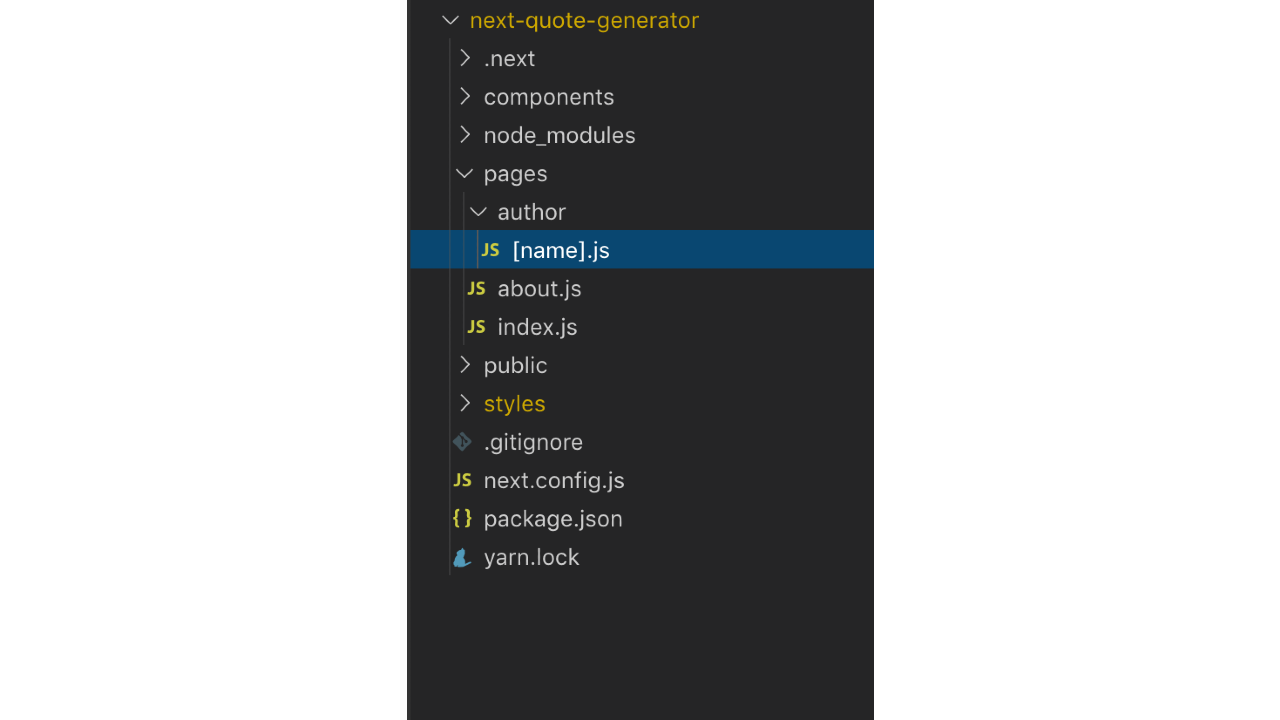 next-quote-generator
.next
components
node_modules
pages
author
JS [name].js
JS about.js
JS index.js
public
styles
.gitignore
JS next.config.js
{} package.json
yarn.lock